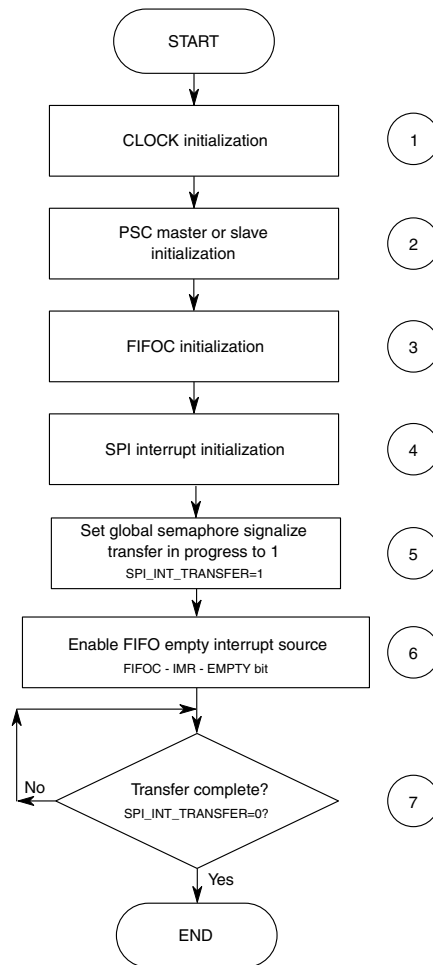 START
CLOCK initialization
1
PSC master or slave
initialization
2
FIFOC initialization
3
SPI interrupt initialization
4
Set global semaphore signalize
transfer in progress to 1
SPI_INT_TRANSFER=1
5
Enable FIFO empty interrupt source
FIFOC - IMR - EMPTY bit
6
No
Transfer complete?
SPI_INT_TRANSFER=0?
7
Yes
END